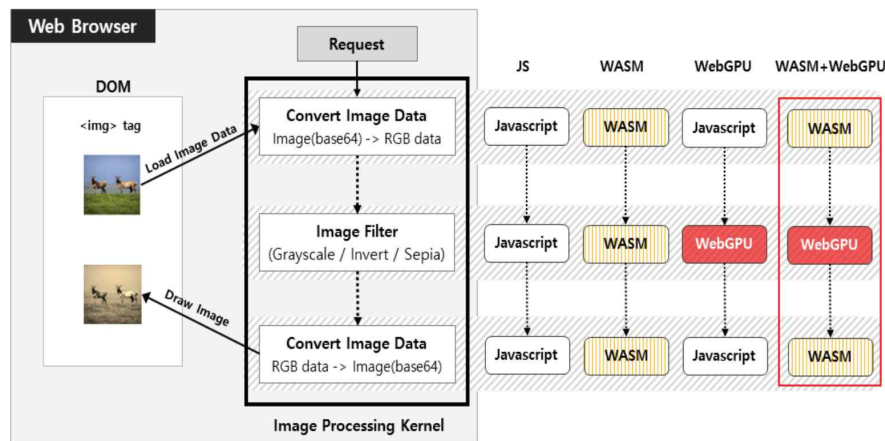 Web Browser
Request
JS
WASM
WebGPU
WASM+WebGPU
DOM
<img> tag
Load Image Data
Convert Image Data
Image(base64) -> RGB data
Javascript
WASM
Javascript
WASM
Image Filter
(Grayscale / Invert / Sepia)
Javascript
WASM
WebGPU
WebGPU
Draw Image
Convert Image Data
RGB data -> Image(base64)
Javascript
WASM
Javascript
WASM
Image Processing Kernel